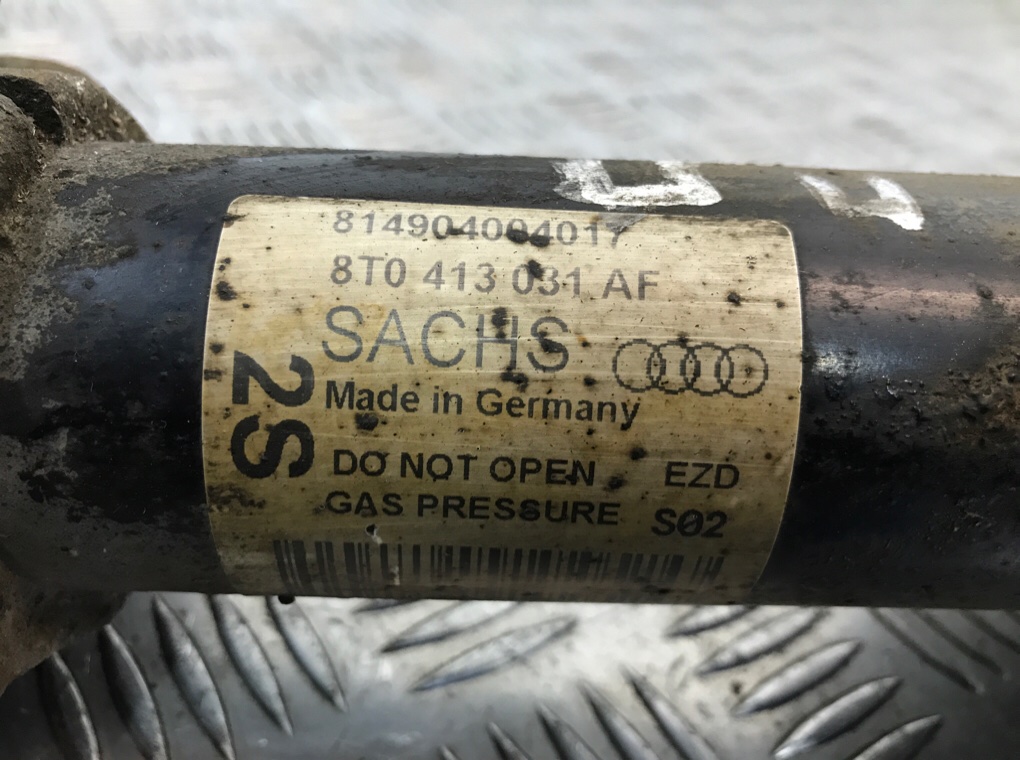 814904004017
8T0 413 031 AF
SACHS
2S
Made in Germany
DO NOT OPEN EZD
GAS PRESSURE S02